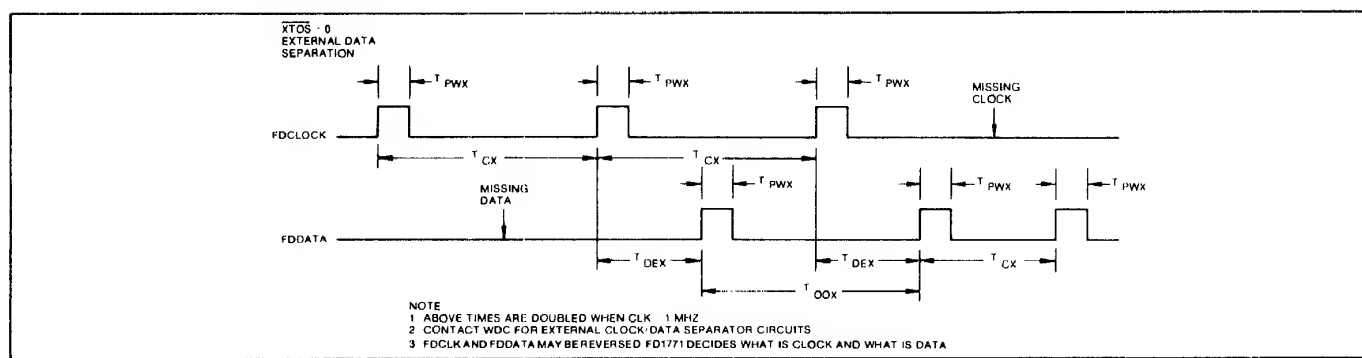 XTOS · 0
EXTERNAL DATA
SEPARATION
T PWX T PWX T PWX
MISSING
CLOCK
FDCLOCK
T CX T CX
MISSING
DATA
T PWX T PWX T PWX
FDDATA
T DEX T DEX T CX
T OOX
NOTE
1 ABOVE TIMES ARE DOUBLED WHEN CLK 1 MHZ
2 CONTACT WDC FOR EXTERNAL CLOCK/DATA SEPARATOR CIRCUITS
3 FDCLK AND FDDATA MAY BE REVERSED FD1771 DECIDES WHAT IS CLOCK AND WHAT IS DATA